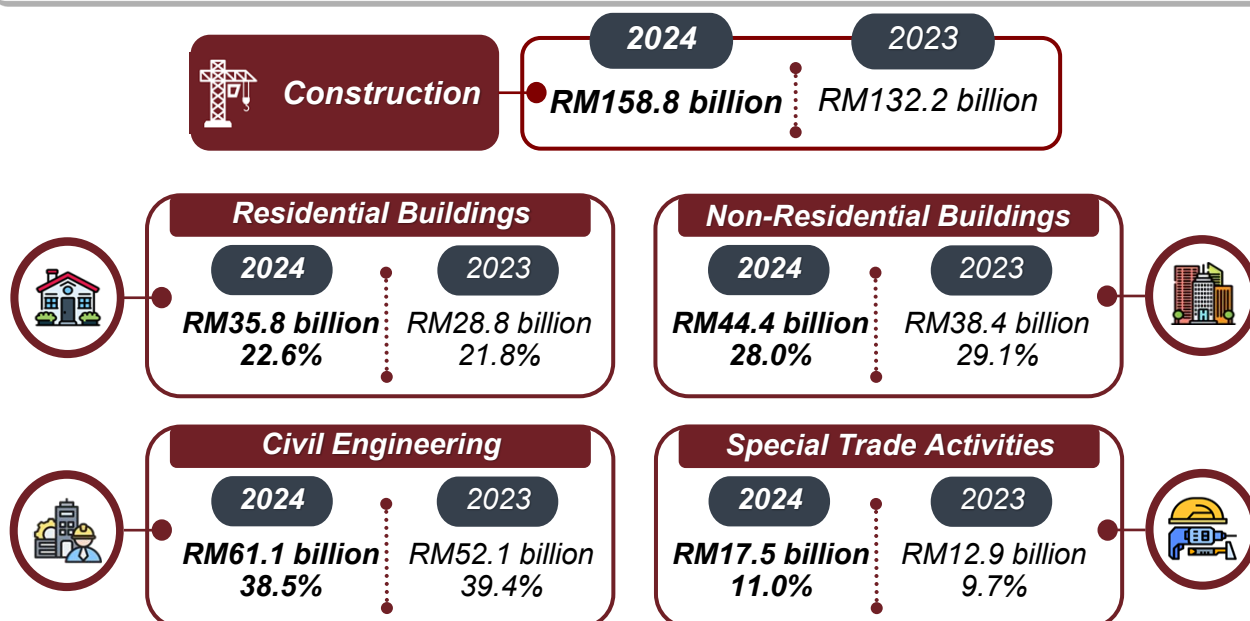 Construction
2024
2023
RM158.8 billion
RM132.2 billion
Residential Buildings
2024
2023
RM35.8 billion
22.6%
RM28.8 billion
21.8%
Non-Residential Buildings
2024
2023
RM44.4 billion
28.0%
RM38.4 billion
29.1%
Civil Engineering
2024
2023
RM61.1 billion
38.5%
RM52.1 billion
39.4%
Special Trade Activities
2024
2023
RM17.5 billion
11.0%
RM12.9 billion
9.7%